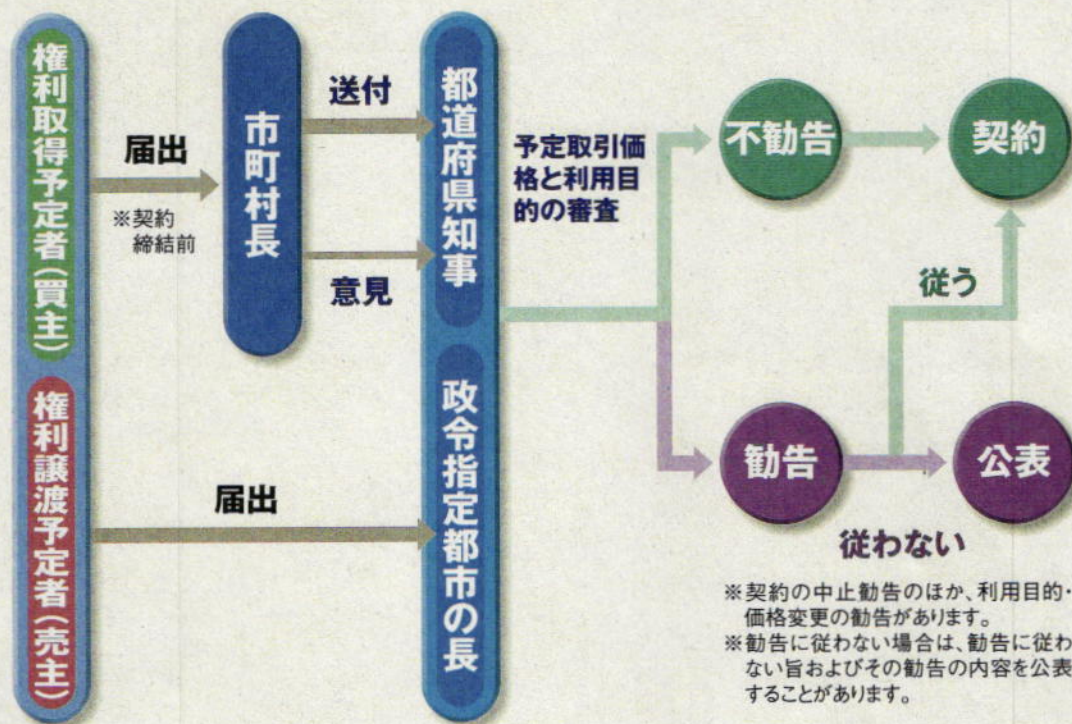 権利取得予定者(買主)
権利譲渡予定者(売主)
届出
※契約
締結前
市町村長
送付
意見
届出
都道府県知事
政令指定都市の長
予定取引価
格と利用目
的の審査
不勧告
契約
従う
勧告
公表
従わない
※契約の中止勧告のほか、利用目的・
価格変更の勧告があります。
※勧告に従わない場合は、勧告に従わ
ない旨およびその勧告の内容を公表
することがあります。